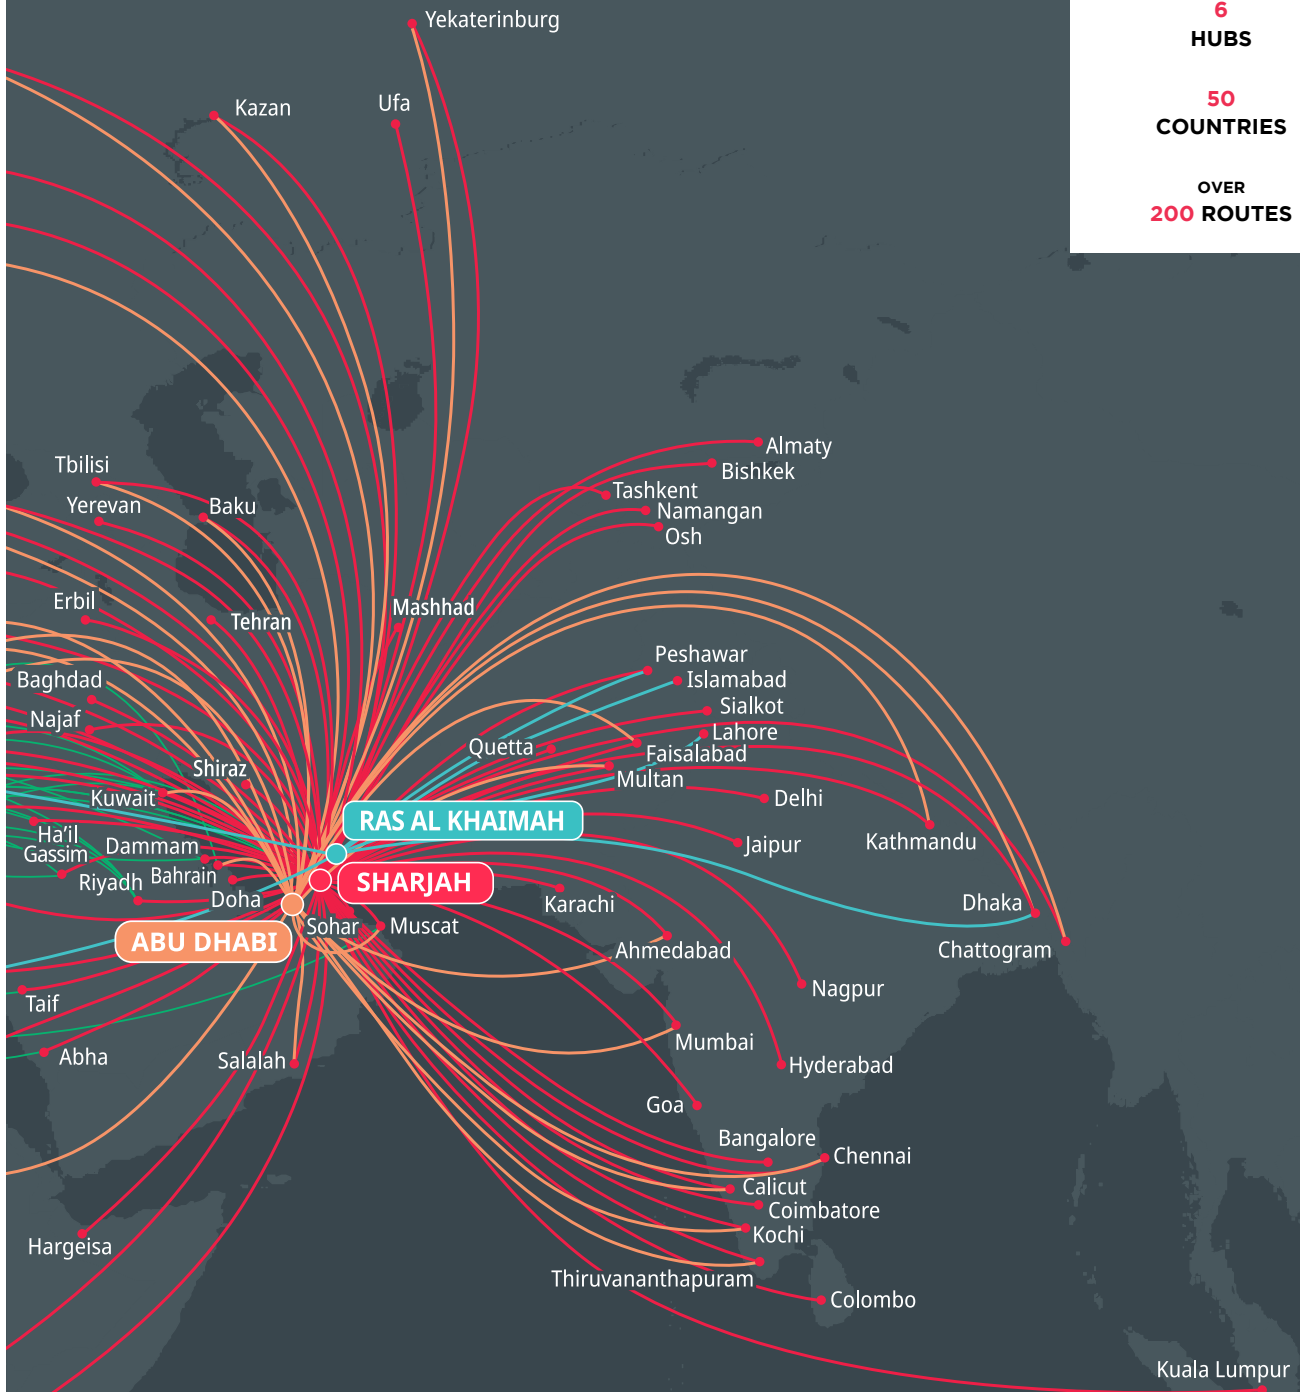 6
HUBS
50
COUNTRIES
OVER
200 ROUTES
Yekaterinburg
Kazan
Ufa
Almaty
Tbilisi
Bishkek
Tashkent
Yerevan
Baku
Namangan
Osh
Erbil
Mashhad
Tehran
Peshawar
Baghdad
Islamabad
Sialkot
Najaf
Lahore
Quetta
Faisalabad
Shiraz
Multan
Kuwait
Delhi
RAS AL KHAIMAH
Ha’il
Kathmandu
Jaipur
Dammam
Gassim
Bahrain
Riyadh
SHARJAH
Doha
Karachi
Dhaka
Sohar
Muscat
ABU DHABI
Ahmedabad
Chattogram
Nagpur
Taif
Mumbai
Abha
Salalah
Hyderabad
Goa
Bangalore
Chennai
Calicut
Coimbatore
Kochi
Hargeisa
Thiruvananthapuram
Colombo
Kuala Lumpur